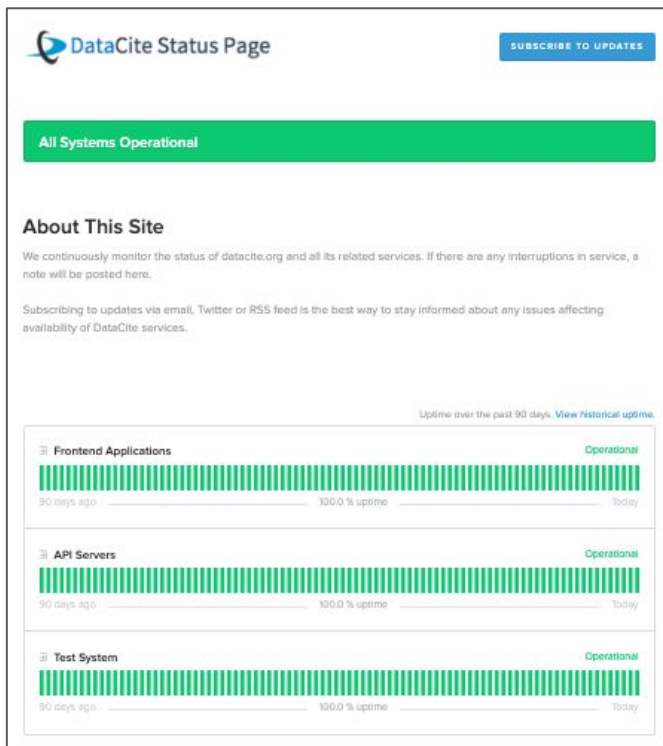 DataCite Status Page
SUBSCRIBE TO UPDATES
All Systems Operational
About This Site
We continuously monitor the status of datacite.org and all its related services. If there are any interruptions in service, a
note will be posted here.
Subscribing to updates via email, Twitter or RSS feed is the best way to stay informed about any issues affecting
availability of DataCite services.
Uptime over the past 90 days. View historical uptime.
Frontend Applications Operational
90 days ago 100.0 % uptime Today
API Servers Operational
90 days ago 100.0 % uptime Today
Test System Operational
90 days ago 100.0 % uptime Today